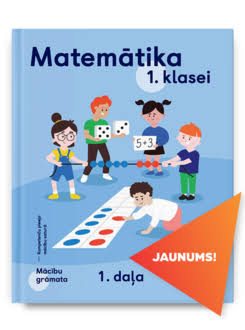 Matemātika
1. klasei
5+3
JAUNUMS!
Mācību
grāmata
1. daļa